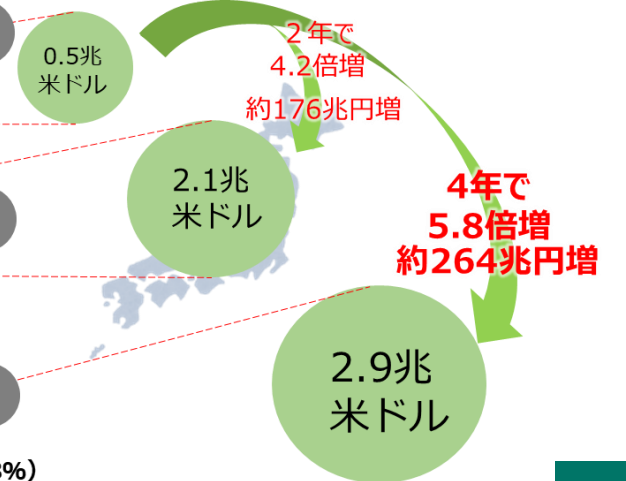 0.5兆
米ドル
２年で
4.2倍増
約176兆円増
2.1兆
米ドル
4年で
5.8倍増
約264兆円増
2.9兆
米ドル
%）